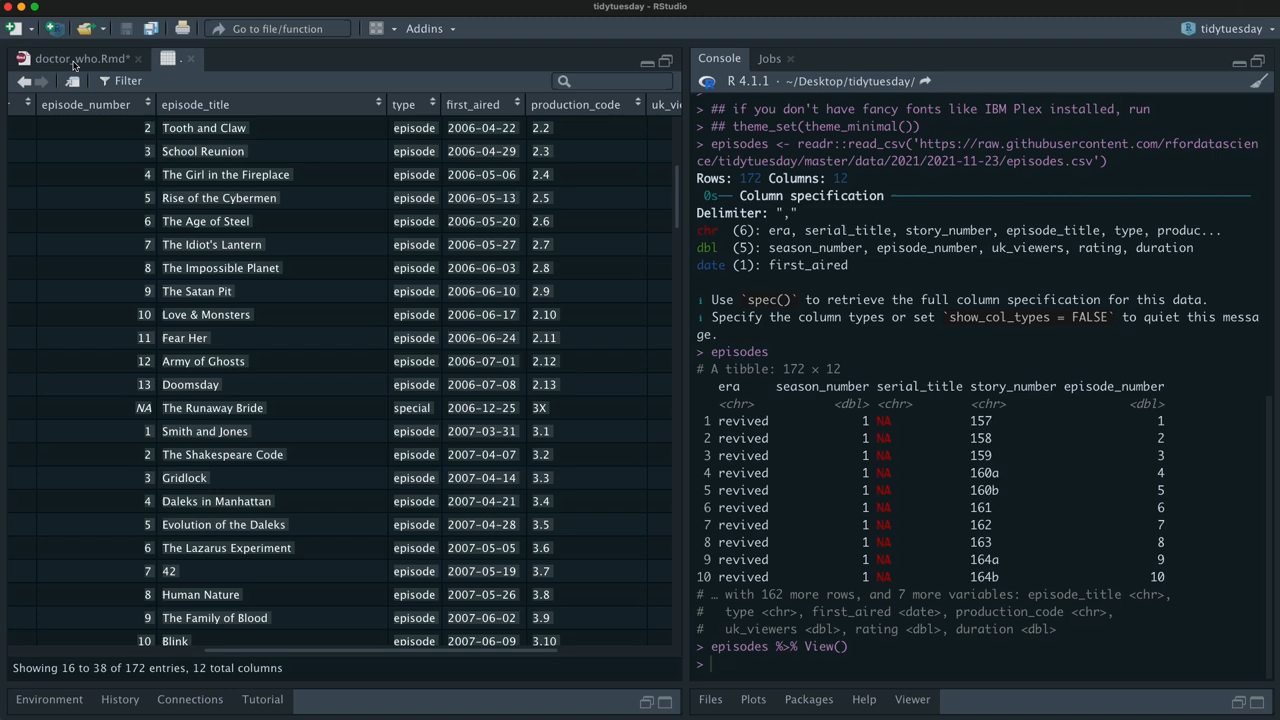 tidytuesday - RStudio
Go to file/function
Addins
tidytuesday
doctor_who.Rmd*
.
Filter
episode_number episode_title type first_aired production_code uk_vi
2 Tooth and Claw episode 2006-04-22 2.2
3 School Reunion episode 2006-04-29 2.3
4 The Girl in the Fireplace episode 2006-05-06 2.4
5 Rise of the Cybermen episode 2006-05-13 2.5
6 The Age of Steel episode 2006-05-20 2.6
7 The Idiot's Lantern episode 2006-05-27 2.7
8 The Impossible Planet episode 2006-06-03 2.8
9 The Satan Pit episode 2006-06-10 2.9
10 Love & Monsters episode 2006-06-17 2.10
11 Fear Her episode 2006-06-24 2.11
12 Army of Ghosts episode 2006-07-01 2.12
13 Doomsday episode 2006-07-08 2.13
NA The Runaway Bride special 2006-12-25 3X
1 Smith and Jones episode 2007-03-31 3.1
2 The Shakespeare Code episode 2007-04-07 3.2
3 Gridlock episode 2007-04-14 3.3
4 Daleks in Manhattan episode 2007-04-21 3.4
5 Evolution of the Daleks episode 2007-04-28 3.5
6 The Lazarus Experiment episode 2007-05-05 3.6
7 42 episode 2007-05-19 3.7
8 Human Nature episode 2007-05-26 3.8
9 The Family of Blood episode 2007-06-02 3.9
10 Blink episode 2007-06-09 3.10
Showing 16 to 38 of 172 entries, 12 total columns
Environment History Connections Tutorial
Console Jobs
R 4.1.1 · ~/Desktop/tidytuesday/
> ## if you don't have fancy fonts like IBM Plex installed, run
> ## theme_set(theme_minimal())
> episodes <- readr::read_csv('https://raw.githubusercontent.com/rfordatascien
ce/tidytuesday/master/data/2021/2021-11-23/episodes.csv')
Rows: 172 Columns: 12
0s── Column specification
Delimiter: ","
chr (6): era, serial_title, story_number, episode_title, type, produc...
dbl (5): season_number, episode_number, uk_viewers, rating, duration
date (1): first_aired
ℹ Use `spec()` to retrieve the full column specification for this data.
ℹ Specify the column types or set `show_col_types = FALSE` to quiet this messa
ge.
> episodes
# A tibble: 172 × 12
era season_number serial_title story_number episode_number
<chr> <dbl> <chr> <chr> <dbl>
1 revived 1 NA 157 1
2 revived 1 NA 158 2
3 revived 1 NA 159 3
4 revived 1 NA 160a 4
5 revived 1 NA 160b 5
6 revived 1 NA 161 6
7 revived 1 NA 162 7
8 revived 1 NA 163 8
9 revived 1 NA 164a 9
10 revived 1 NA 164b 10
# … with 162 more rows, and 7 more variables: episode_title <chr>,
# type <chr>, first_aired <date>, production_code <chr>,
# uk_viewers <dbl>, rating <dbl>, duration <dbl>
> episodes %>% View()
>
Files Plots Packages Help Viewer